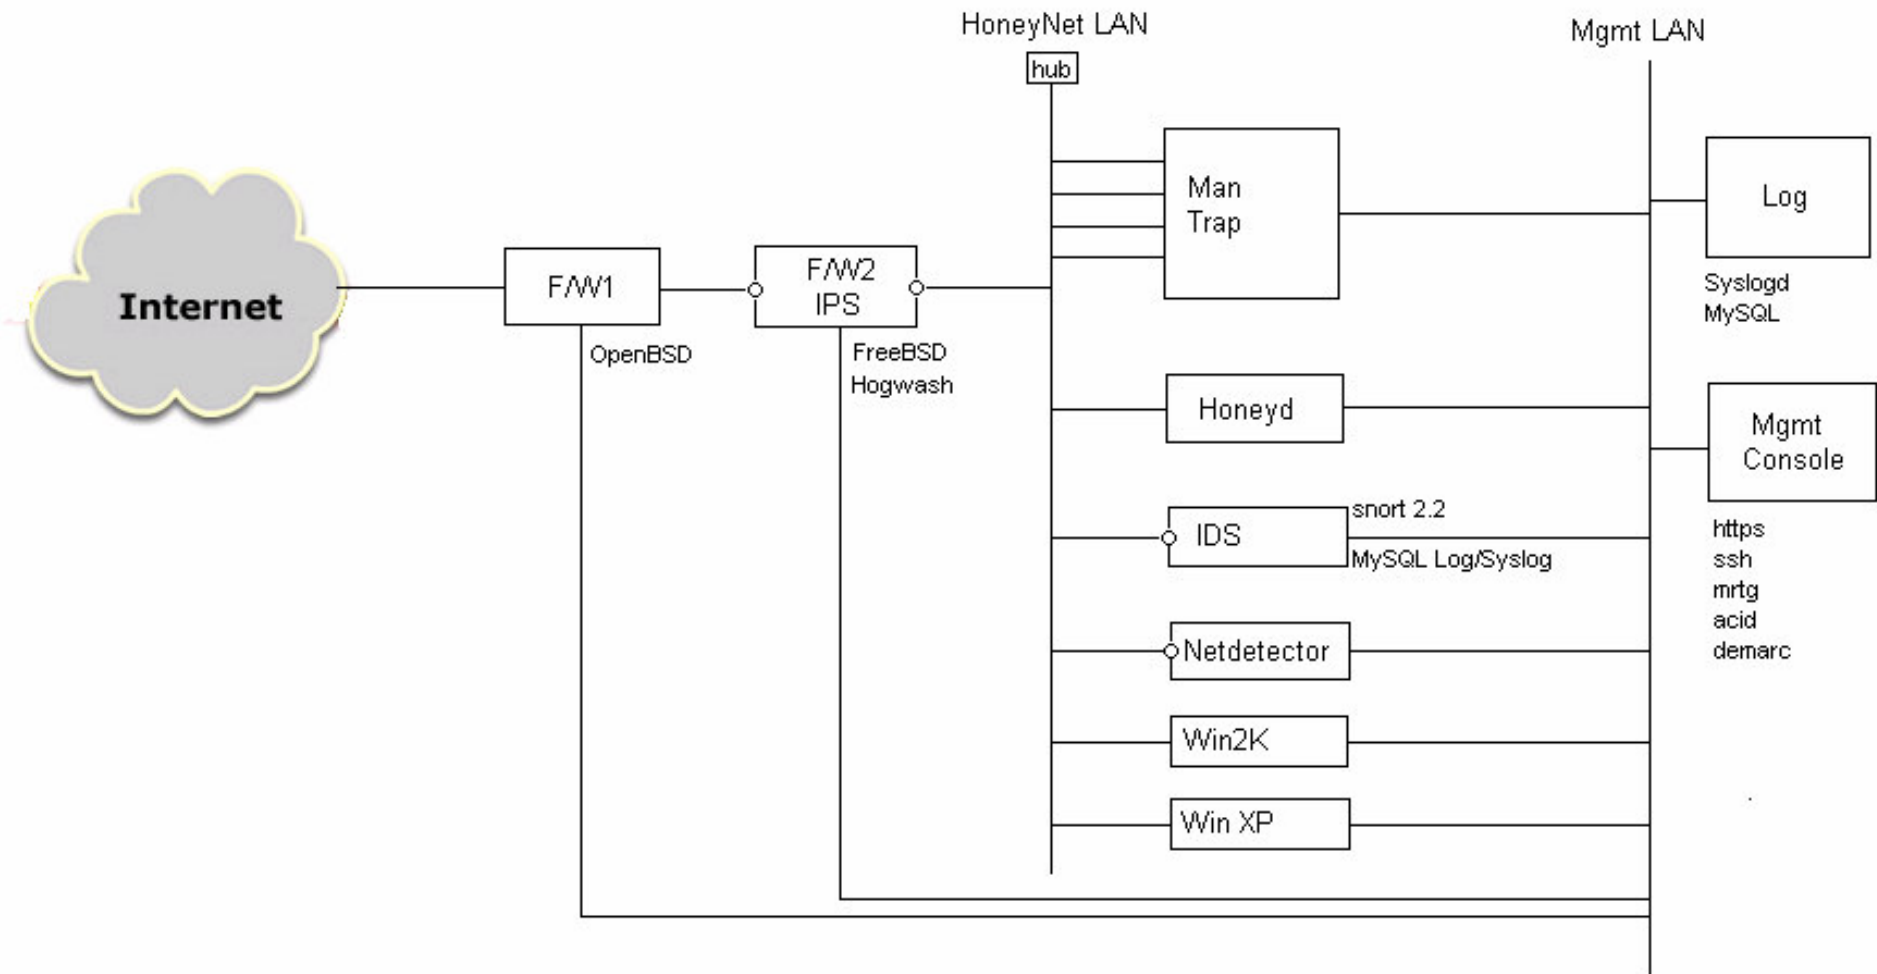 HoneyNet LAN
Mgmt LAN
hub
Man
Trap
Log
Syslogd
MySQL
Internet
F/W1
OpenBSD
F/W2
IPS
FreeBSD
Hogwash
Honeyd
Mgmt
Console
snort 2.2
IDS
MySQL Log/Syslog
https
ssh
mrtg
acid
demarc
Netdetector
Win2K
Win XP